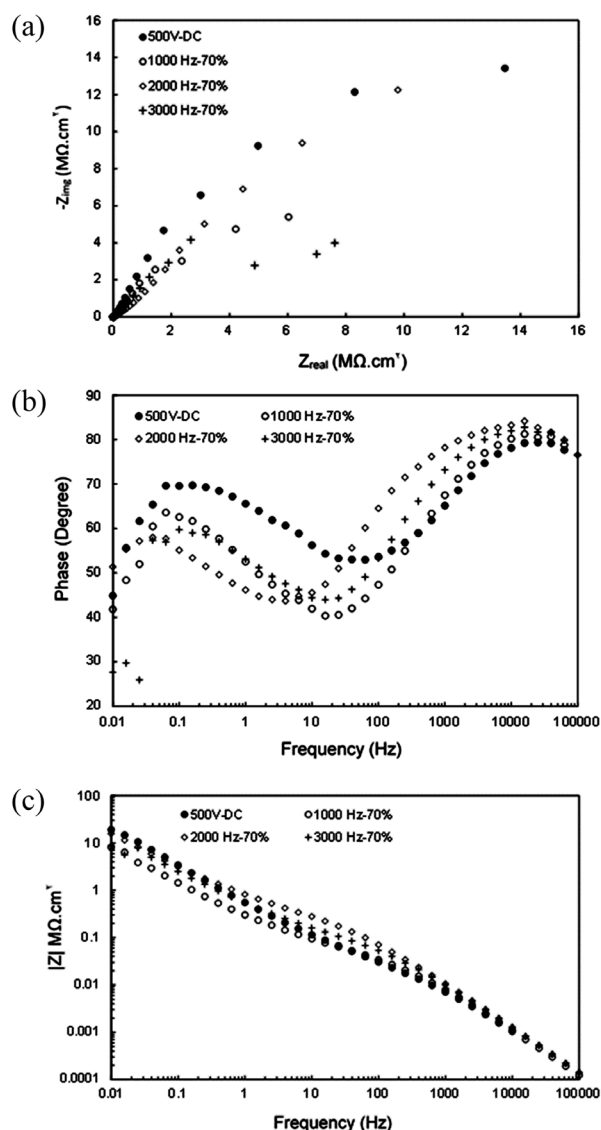 (a)
500V-DC
1000 Hz-70%
2000 Hz-70%
3000 Hz-70%
16
14
12
10
8
6
4
2
0
-Zimg (MΩ.cm٢)
0 2 4 6 8 10 12 14 16
Zreal (MΩ.cm٢)
(b)
500V-DC 1000 Hz-70%
2000 Hz-70% 3000 Hz-70%
90
80
70
60
50
40
30
20
Phase (Degree)
0.01 0.1 1 10 100 1000 10000 100000
Frequency (Hz)
(c)
500V-DC 1000 Hz-70%
2000 Hz-70% 3000 Hz-70%
100
10
1
0.1
0.01
0.001
0.0001
|Z| MΩ.cm٢
0.01 0.1 1 10 100 1000 10000 100000
Frequency (Hz)